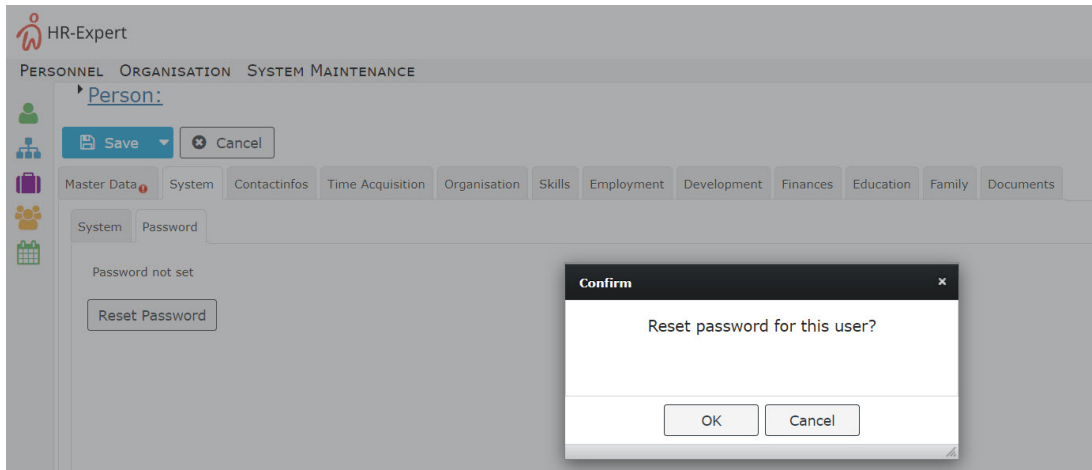 HR-Expert
PERSONNEL ORGANISATION SYSTEM MAINTENANCE
Person:
Save Cancel
Master Data System Contactinfos Time Acquisition Organisation Skills Employment Development Finances Education Family Documents
System Password
Password not set
Reset Password
Confirm
Reset password for this user?
OK Cancel